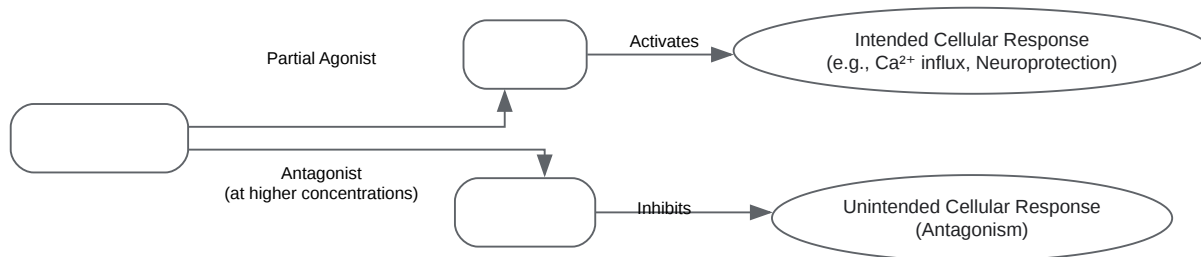 Partial Agonist
Activates
Intended Cellular Response
(e.g., Ca²⁺ influx, Neuroprotection)
Antagonist
(at higher concentrations)
Inhibits
Unintended Cellular Response
(Antagonism)